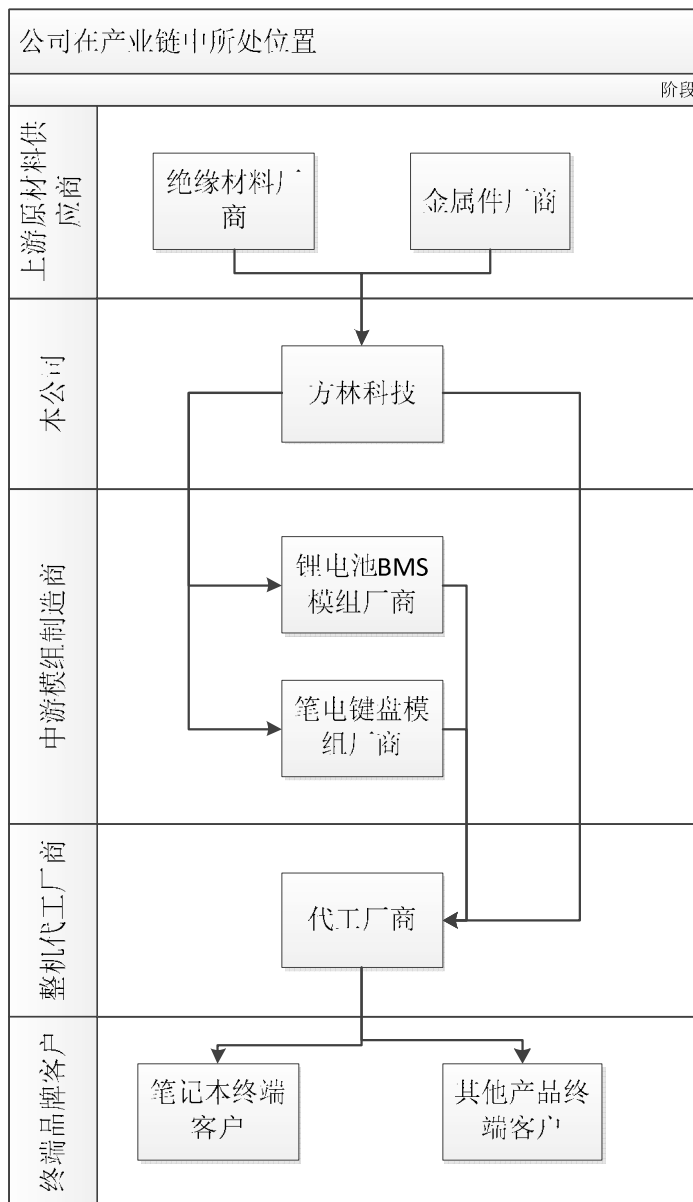 公司在产业链中所处位置
阶段
上游原材料供
应商
绝缘材料厂
商
金属件厂商
本公司
方林科技
中游模组制造商
锂电池BMS
模组厂商
笔电键盘模
组厂商
整机代工厂商
代工厂商
终端品牌客户
笔记本终端
客户
其他产品终
端客户